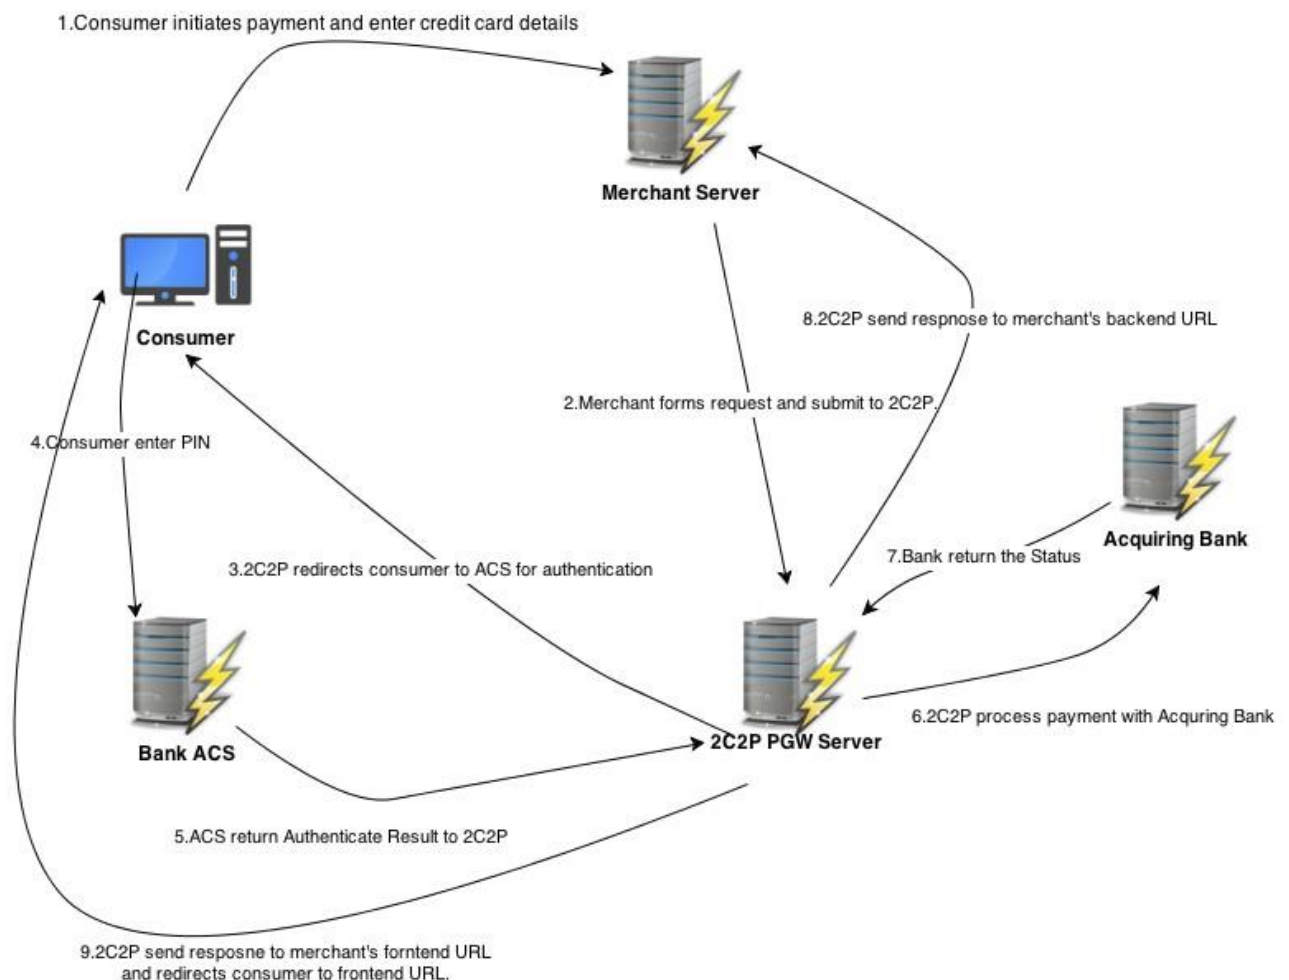 1.Consumer initiates payment and enter credit card details
Merchant Server
Consumer
8.2C2P send respnose to merchant's backend URL
2.Merchant forms request and submit to 2C2P.
4.Consumer enter PIN
Acquiring Bank
7.Bank return the Status
3.2C2P redirects consumer to ACS for authentication
6.2C2P process payment with Acquring Bank
2C2P PGW Server
Bank ACS
5.ACS return Authenticate Result to 2C2P
9.2C2P send resposne to merchant's forntend URL
and redirects consumer to frontend URL.